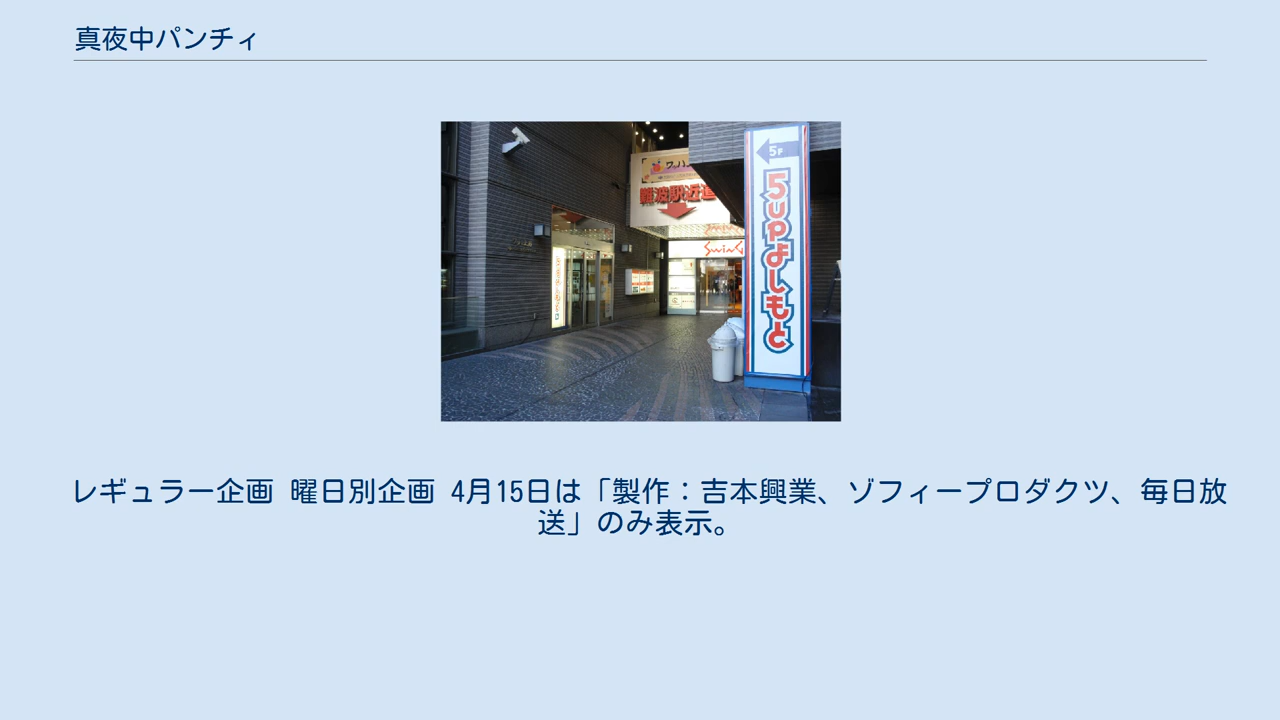 真夜中パンチィ
5F
5upよしもと
難波駅近道
swinG
レギュラー企画 曜日別企画 4月15日は「製作：吉本興業、ゾフィープロダクツ、毎日放
送」のみ表示。